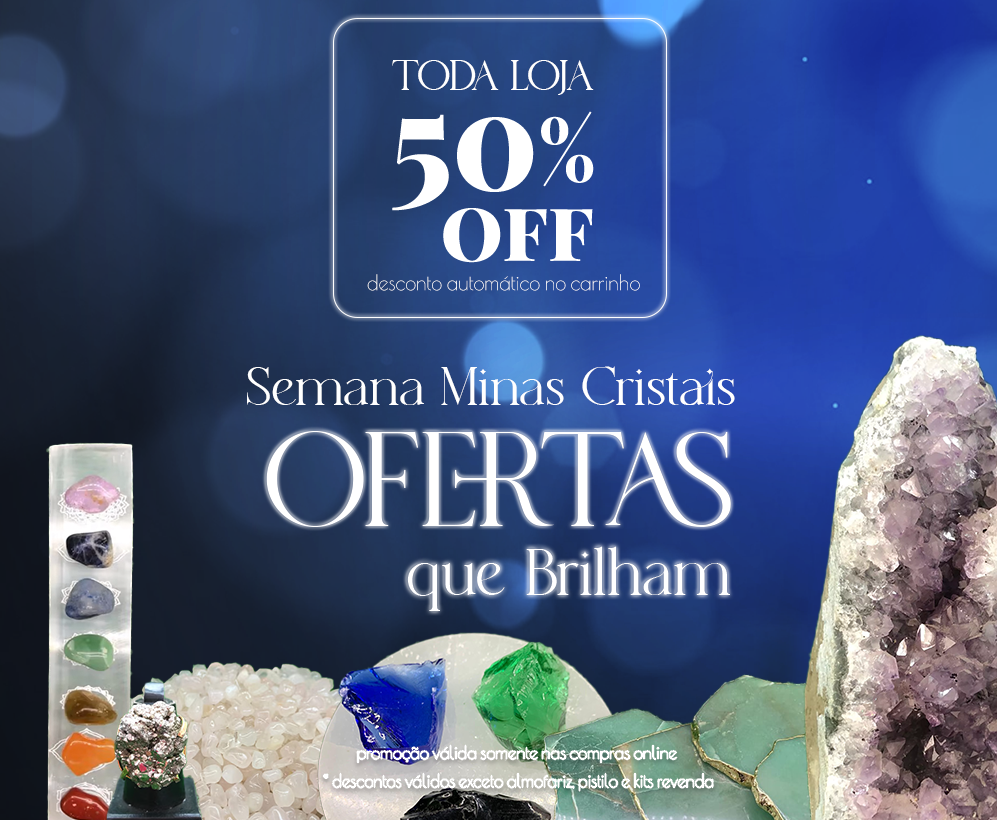 TODA LOJA
50%
OFF
desconto automático no carrinho
Semana Minas Cristais
OFERTAS
que Brilham
promoção válida somente nas compras online
* descontos válidos exceto almofariz, pistilo e kits revenda